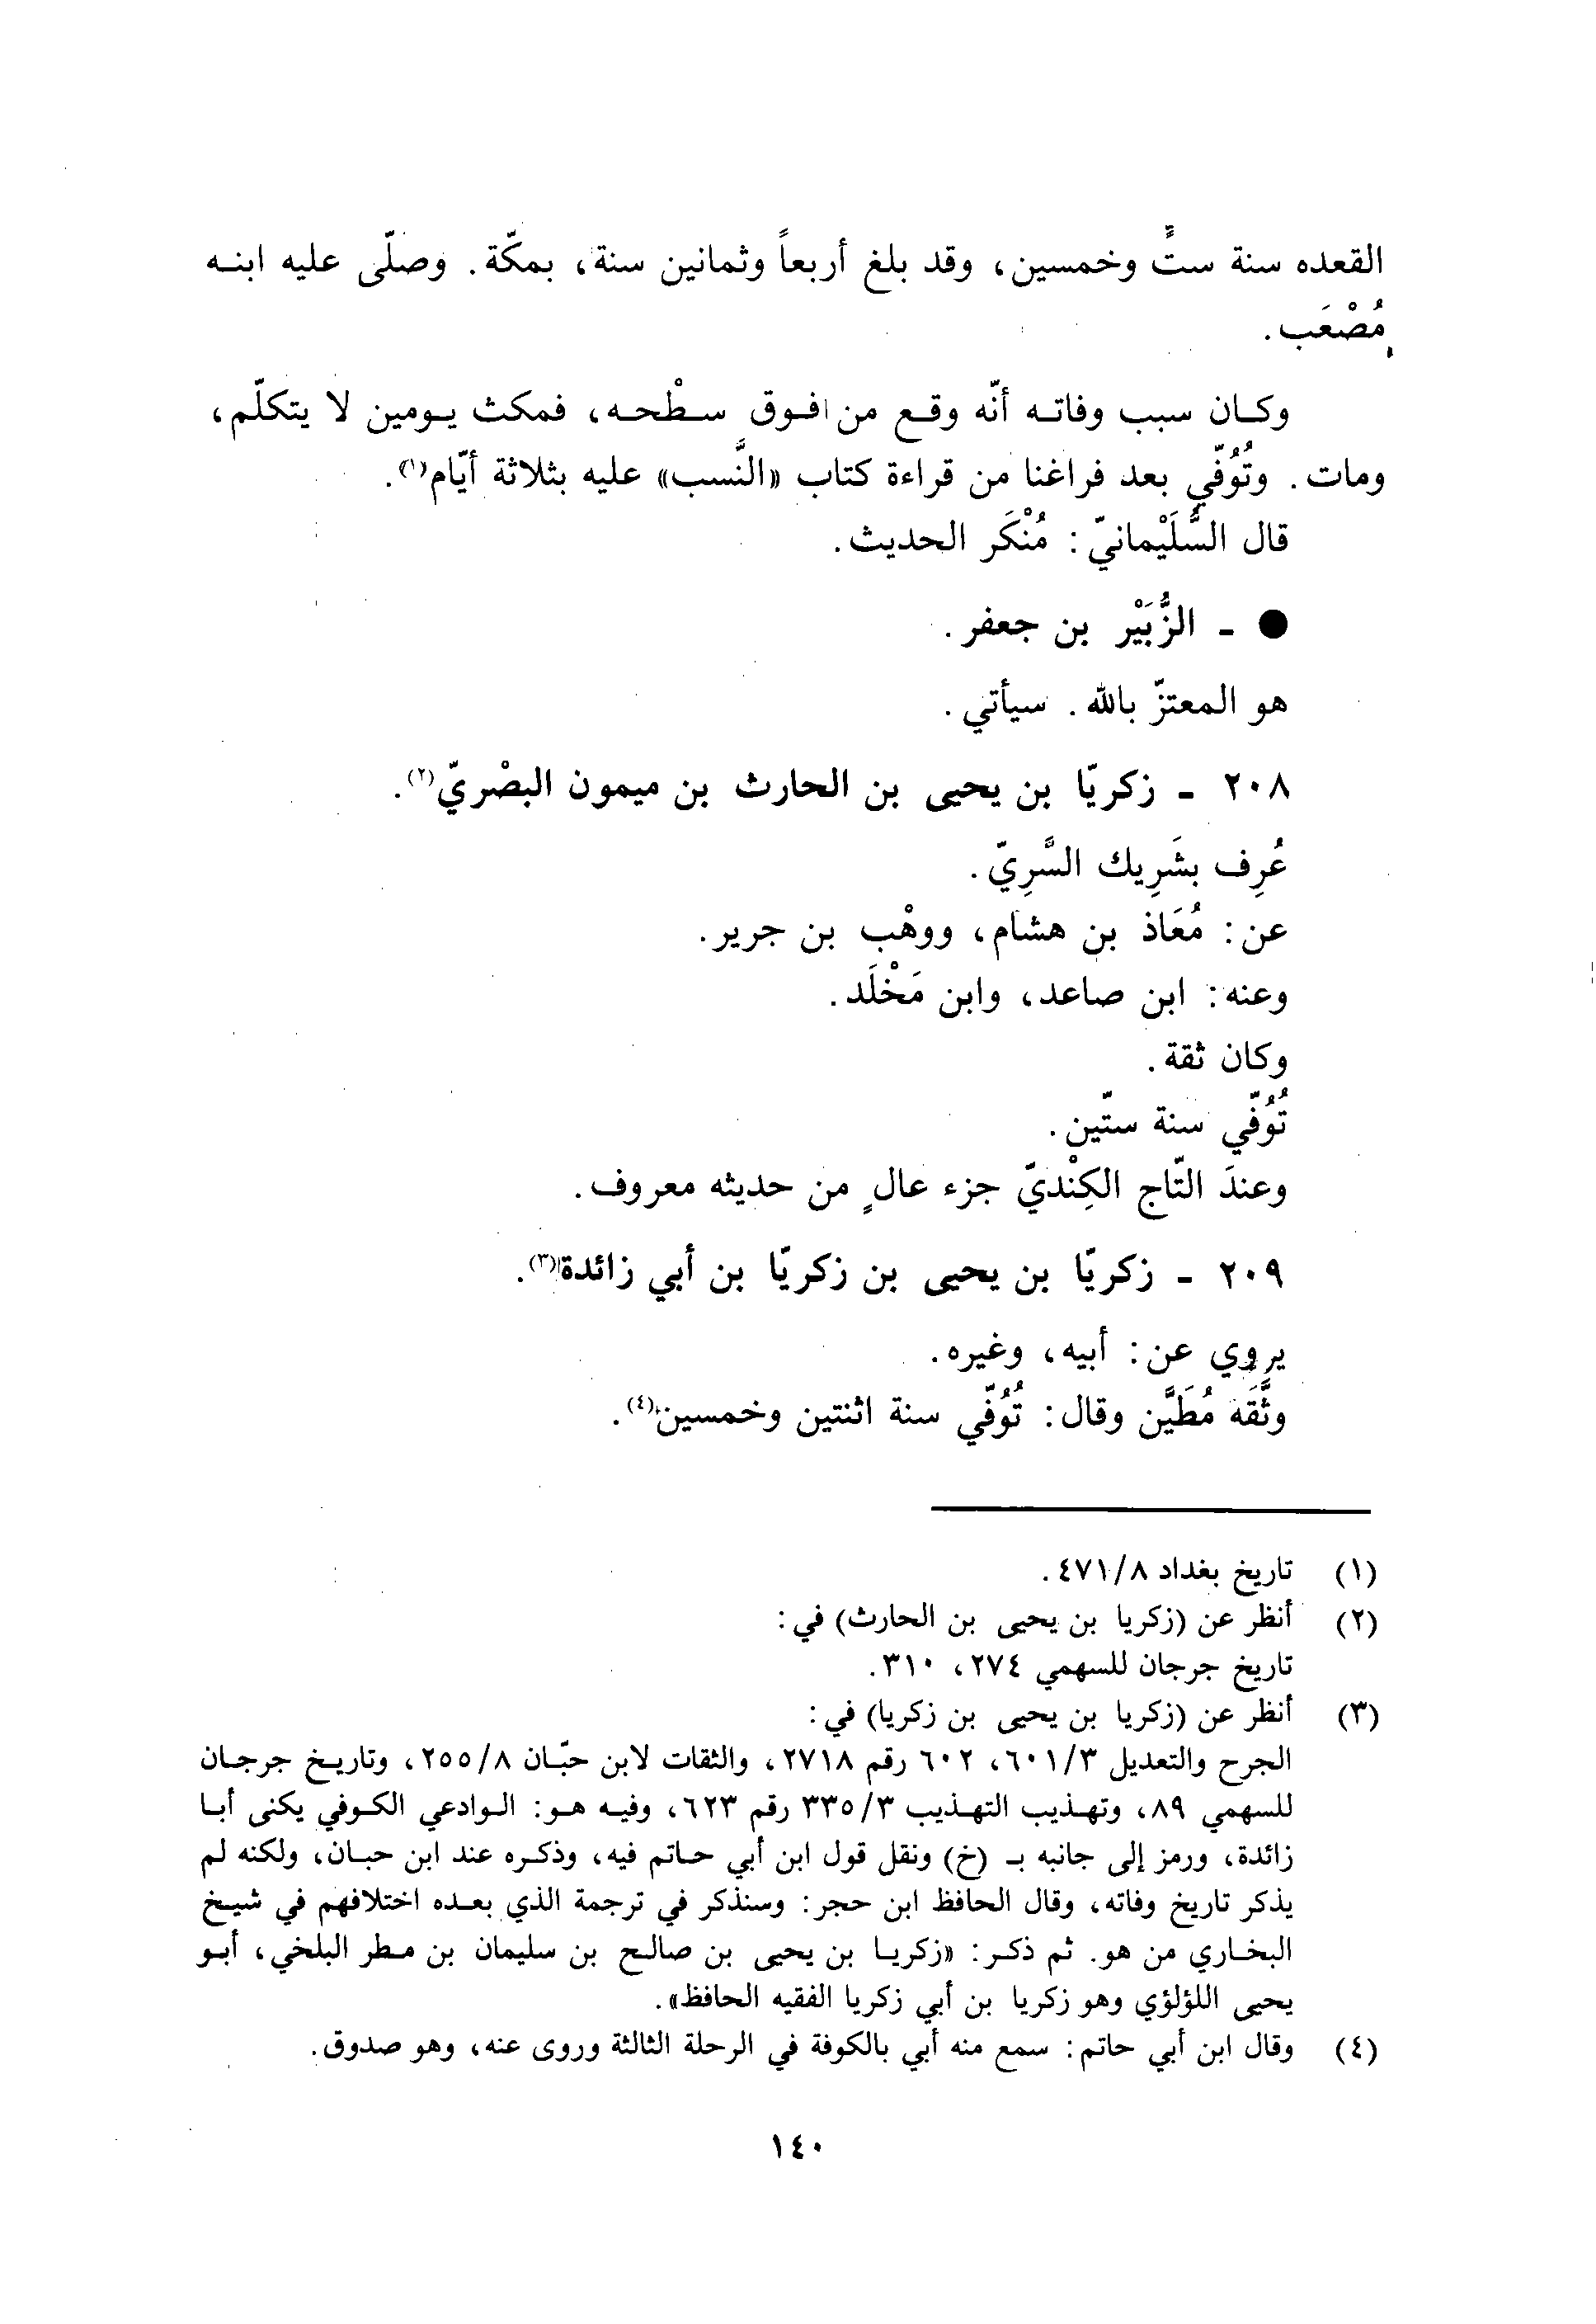 القعده سنة ستٍّ وخمسين، وقد بلغ أربعاً وثمانين سنة، بمكّة. وصلّى عليه ابنه
مُصْعَب.
وكان سبب وفاته أنّه وقع من فوق سطْحه، فمكث يومين لا يتكلّم،
ومات. وتُوُفّي بعد فراغنا من قراءة كتاب «النَّسب» عليه بثلاثة أيّام(١).
قال السُّلَيْمانيّ: مُنْكَر الحديث.
● - الزُّبَيْر بن جعفر.
هو المعتزّ بالله. سيأتي.
٢٠٨ - زكريّا بن يحيى بن الحارث بن ميمون البصْريّ(٢).
عُرِف بشَرِيك السَّرِيّ.
عن: مُعَاذ بن هشام، ووهْب بن جرير.
وعنه: ابن صاعد، وابن مَخْلَد.
وكان ثقة.
تُوُفّي سنة ستّين.
وعندَ التّاج الكِنْديّ جزء عالٍ من حديثه معروف.
٢٠٩ - زكريّا بن يحيى بن زكريّا بن أبي زائدة(٣).
يروي عن: أبيه، وغيره.
وثَّقَه مُطَيَّن وقال: تُوُفّي سنة اثنتين وخمسين(٤).
(١) تاريخ بغداد ٨/٤٧١.
(٢) أنظر عن (زكريا بن يحيى بن الحارث) في:
تاريخ جرجان للسهمي ٢٧٤، ٣١٠.
(٣) أنظر عن (زكريا بن يحيى بن زكريا) في:
الجرح والتعديل ٣/٦٠١، ٦٠٢ رقم ٢٧١٨، والثقات لابن حبّان ٨/٢٥٥، وتاريخ جرجان
للسهمي ٨٩، وتهذيب التهذيب ٣/٣٣٥ رقم ٦٢٣، وفيه هو: الوادعي الكوفي يكنى أبا
زائدة، ورمز إلى جانبه بـ (خ) ونقل قول ابن أبي حاتم فيه، وذكره عند ابن حبان، ولكنه لم
يذكر تاريخ وفاته، وقال الحافظ ابن حجر: وسنذكر في ترجمة الذي بعده اختلافهم في شيخ
البخاري من هو. ثم ذكر: «زكريا بن يحيى بن صالح بن سليمان بن مطر البلخي، أبو
يحيى اللؤلؤي وهو زكريا بن أبي زكريا الفقيه الحافظ».
(٤) وقال ابن أبي حاتم: سمع منه أبي بالكوفة في الرحلة الثالثة وروى عنه، وهو صدوق.
١٤٠